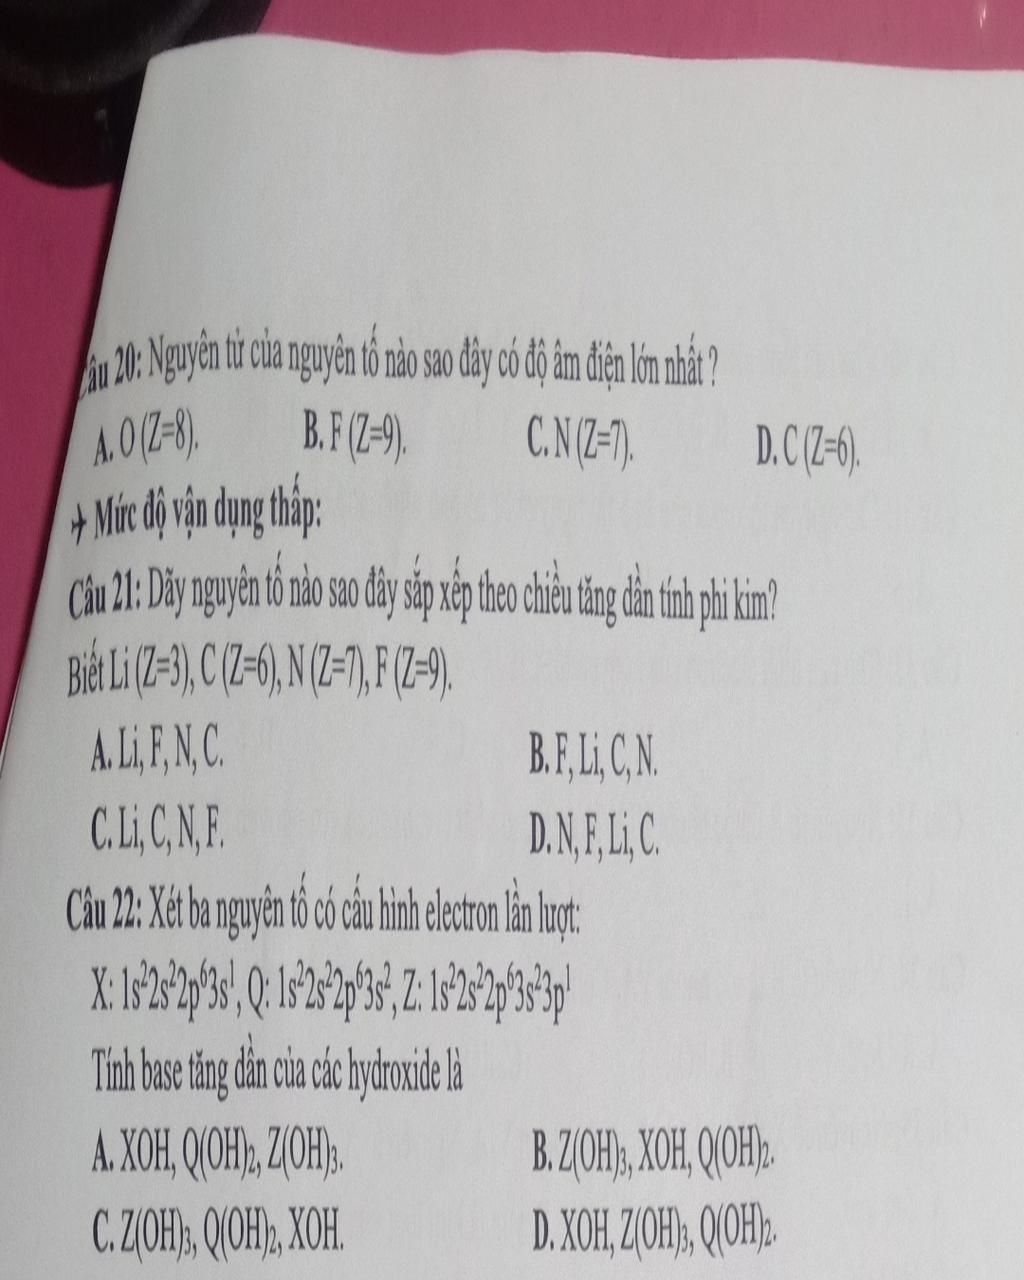 Câu 20: Nguyên tử của nguyên tố nào sao đây có độ âm điện lớn nhất ?
A. O (Z=8). B. F (Z=9). C. N (Z=7). D. C (Z=6).
✈ Mức độ vận dụng thấp:
Câu 21: Dãy nguyên tố nào sao đây sắp xếp theo chiều tăng dần tính phi kim?
Biết Li (Z=3), C (Z=6), N (Z=7), F (Z=9).
A. Li, F, N, C. B. F, Li, C, N.
C. Li, C, N, F. D. N, F, Li, C.
Câu 22: Xét ba nguyên tố có cấu hình electron lần lượt:
X: 1s²2s²2p⁶3s¹, Q: 1s²2s²2p⁶3s², Z: 1s²2s²2p⁶3s²3p¹
Tính base tăng dần của các hydroxide là
A. XOH, Q(OH)₂, Z(OH)₃. B. Z(OH)₃, XOH, Q(OH)₂.
C. Z(OH)₃, Q(OH)₂, XOH. D. XOH, Z(OH)₃, Q(OH)₂.